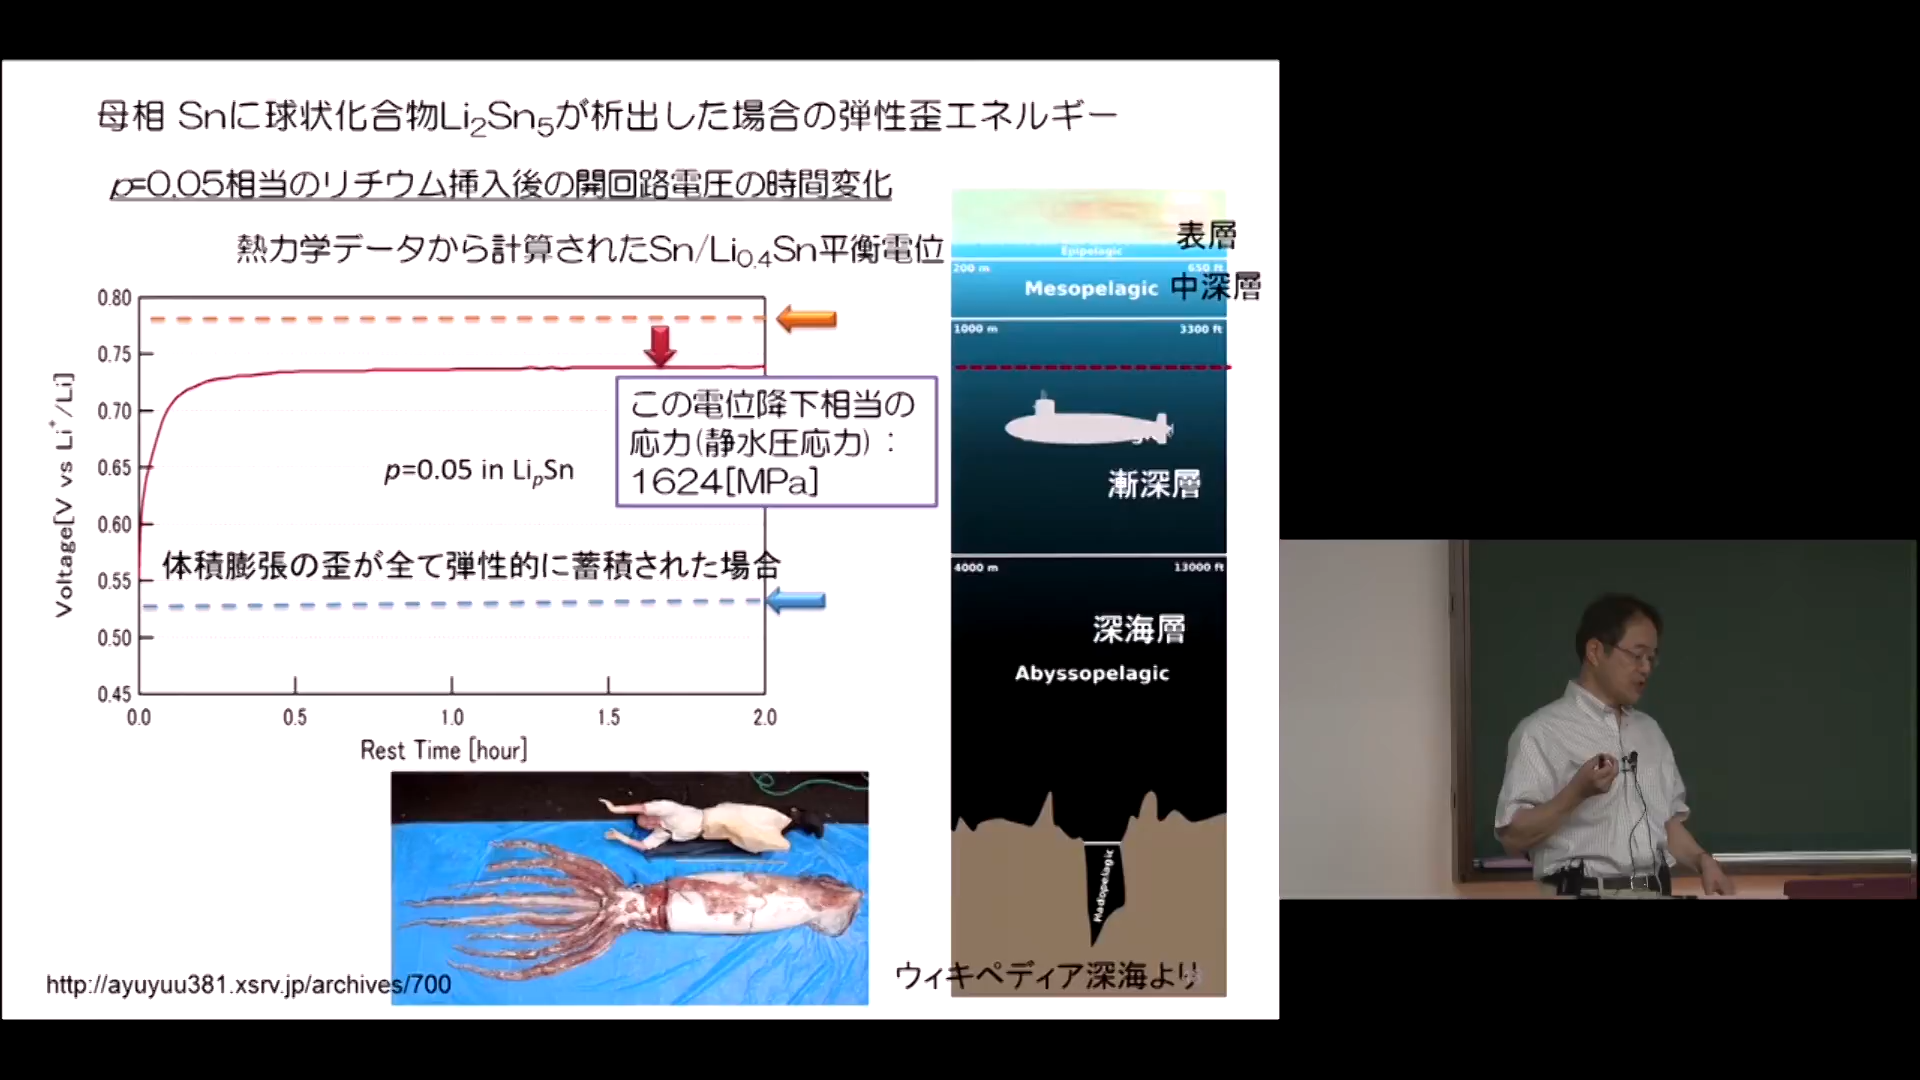 母相 Snに球状化合物Li2Sn5が析出した場合の弾性歪エネルギー
p=0.05相当のリチウム挿入後の開回路電圧の時間変化
熱力学データから計算されたSn/Li0.4Sn平衡電位
0.80
0.75
0.70
0.65
0.60
0.55
0.50
0.45
Voltage[V vs Li+/Li]
0.0
0.5
1.0
1.5
2.0
Rest Time [hour]
p=0.05 in LipSn
この電位降下相当の
応力(静水圧応力)：
1624[MPa]
体積膨張の歪が全て弾性的に蓄積された場合
表層
Epipelagic
200 m
650 ft
Mesopelagic
中深層
1000 m
3300 ft
漸深層
4000 m
13000 ft
深海層
Abyssopelagic
Hadopelagic
ウィキペディア深海より
http://ayuyuu381.xsrv.jp/archives/700